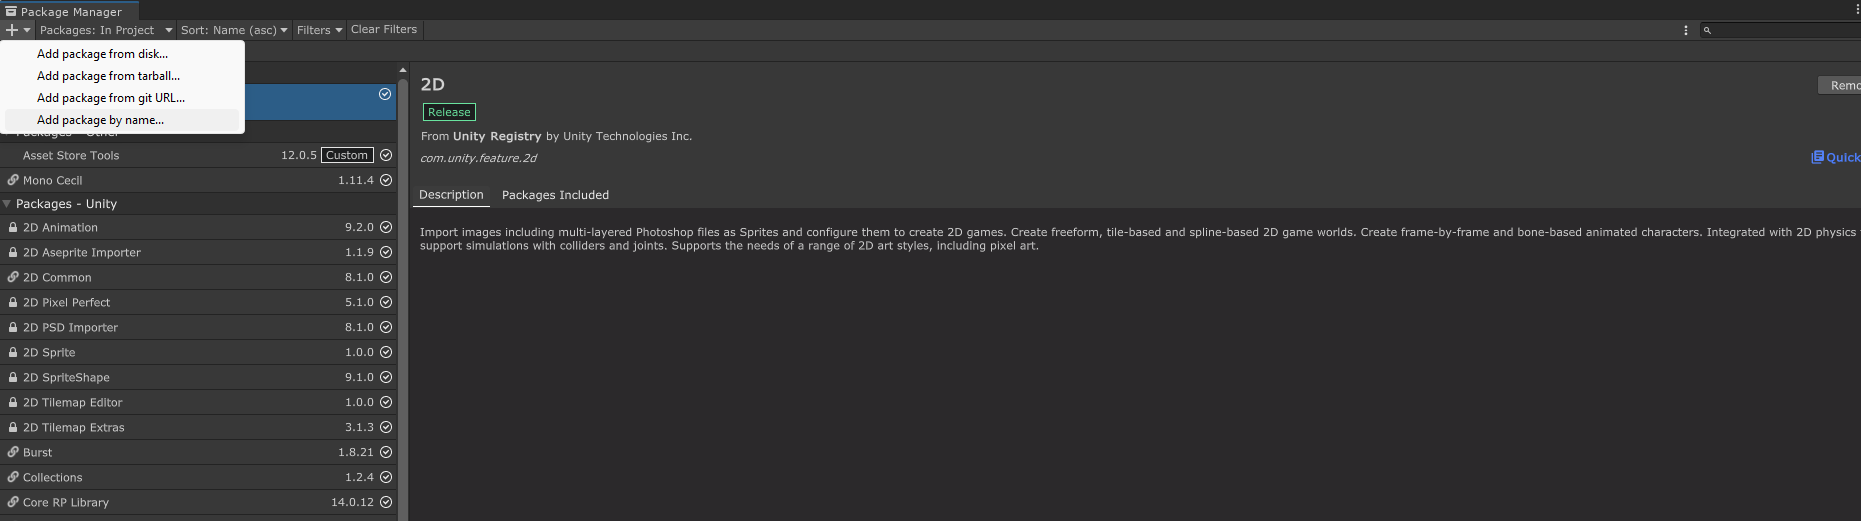 Package Manager
Packages: In Project
Sort: Name (asc)
Filters
Clear Filters
Add package from disk...
Add package from tarball...
Add package from git URL...
Add package by name...
Asset Store Tools 12.0.5 Custom
Mono Cecil 1.11.4
Packages - Unity
2D Animation 9.2.0
2D Aseprite Importer 1.1.9
2D Common 8.1.0
2D Pixel Perfect 5.1.0
2D PSD Importer 8.1.0
2D Sprite 1.0.0
2D SpriteShape 9.1.0
2D Tilemap Editor 1.0.0
2D Tilemap Extras 3.1.3
Burst 1.8.21
Collections 1.2.4
Core RP Library 14.0.12
2D
Remo
Release
From Unity Registry by Unity Technologies Inc.
com.unity.feature.2d
Quick
Description
Packages Included
Import images including multi-layered Photoshop files as Sprites and configure them to create 2D games. Create freeform, tile-based and spline-based 2D game worlds. Create frame-by-frame and bone-based animated characters. Integrated with 2D physics
support simulations with colliders and joints. Supports the needs of a range of 2D art styles, including pixel art.